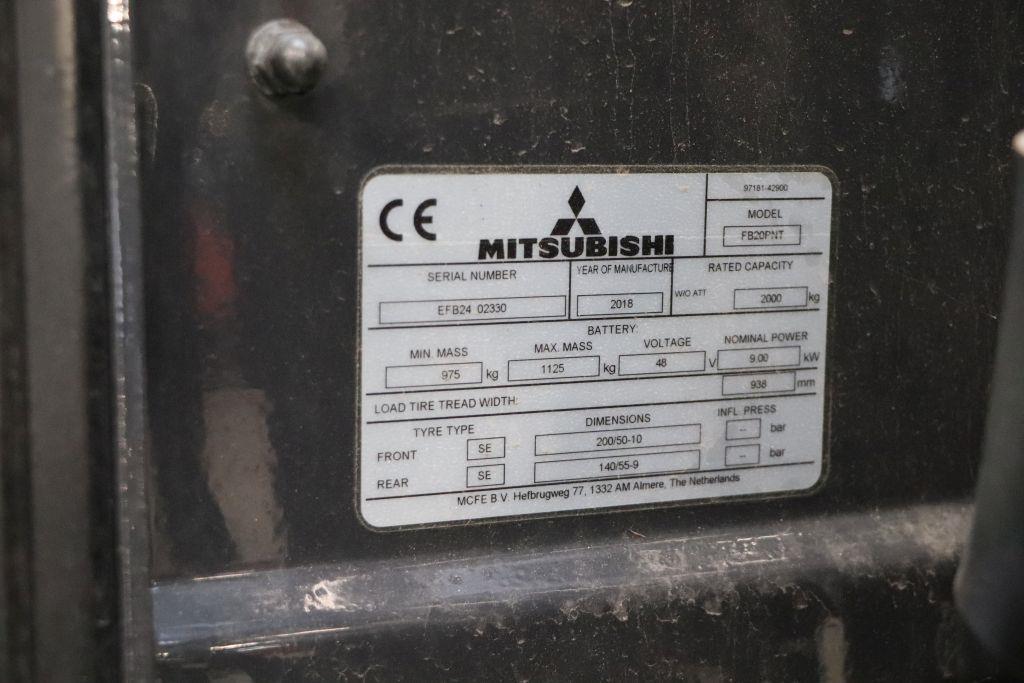 CE
MITSUBISHI
97181-42900
MODEL
FB20PNT
SERIAL NUMBER
EFB24 02330
YEAR OF MANUFACTURE
2018
RATED CAPACITY
W/O ATT 2000 kg
BATTERY:
MIN. MASS MAX. MASS VOLTAGE NOMINAL POWER
975 kg 1125 kg 48 V 9.00 kW
LOAD TIRE TREAD WIDTH: 938 mm
TYRE TYPE DIMENSIONS INFL. PRESS
FRONT SE 200/50-10 -- bar
REAR SE 140/55-9 -- bar
MCFE B.V. Hefbrugweg 77, 1332 AM Almere, The Netherlands